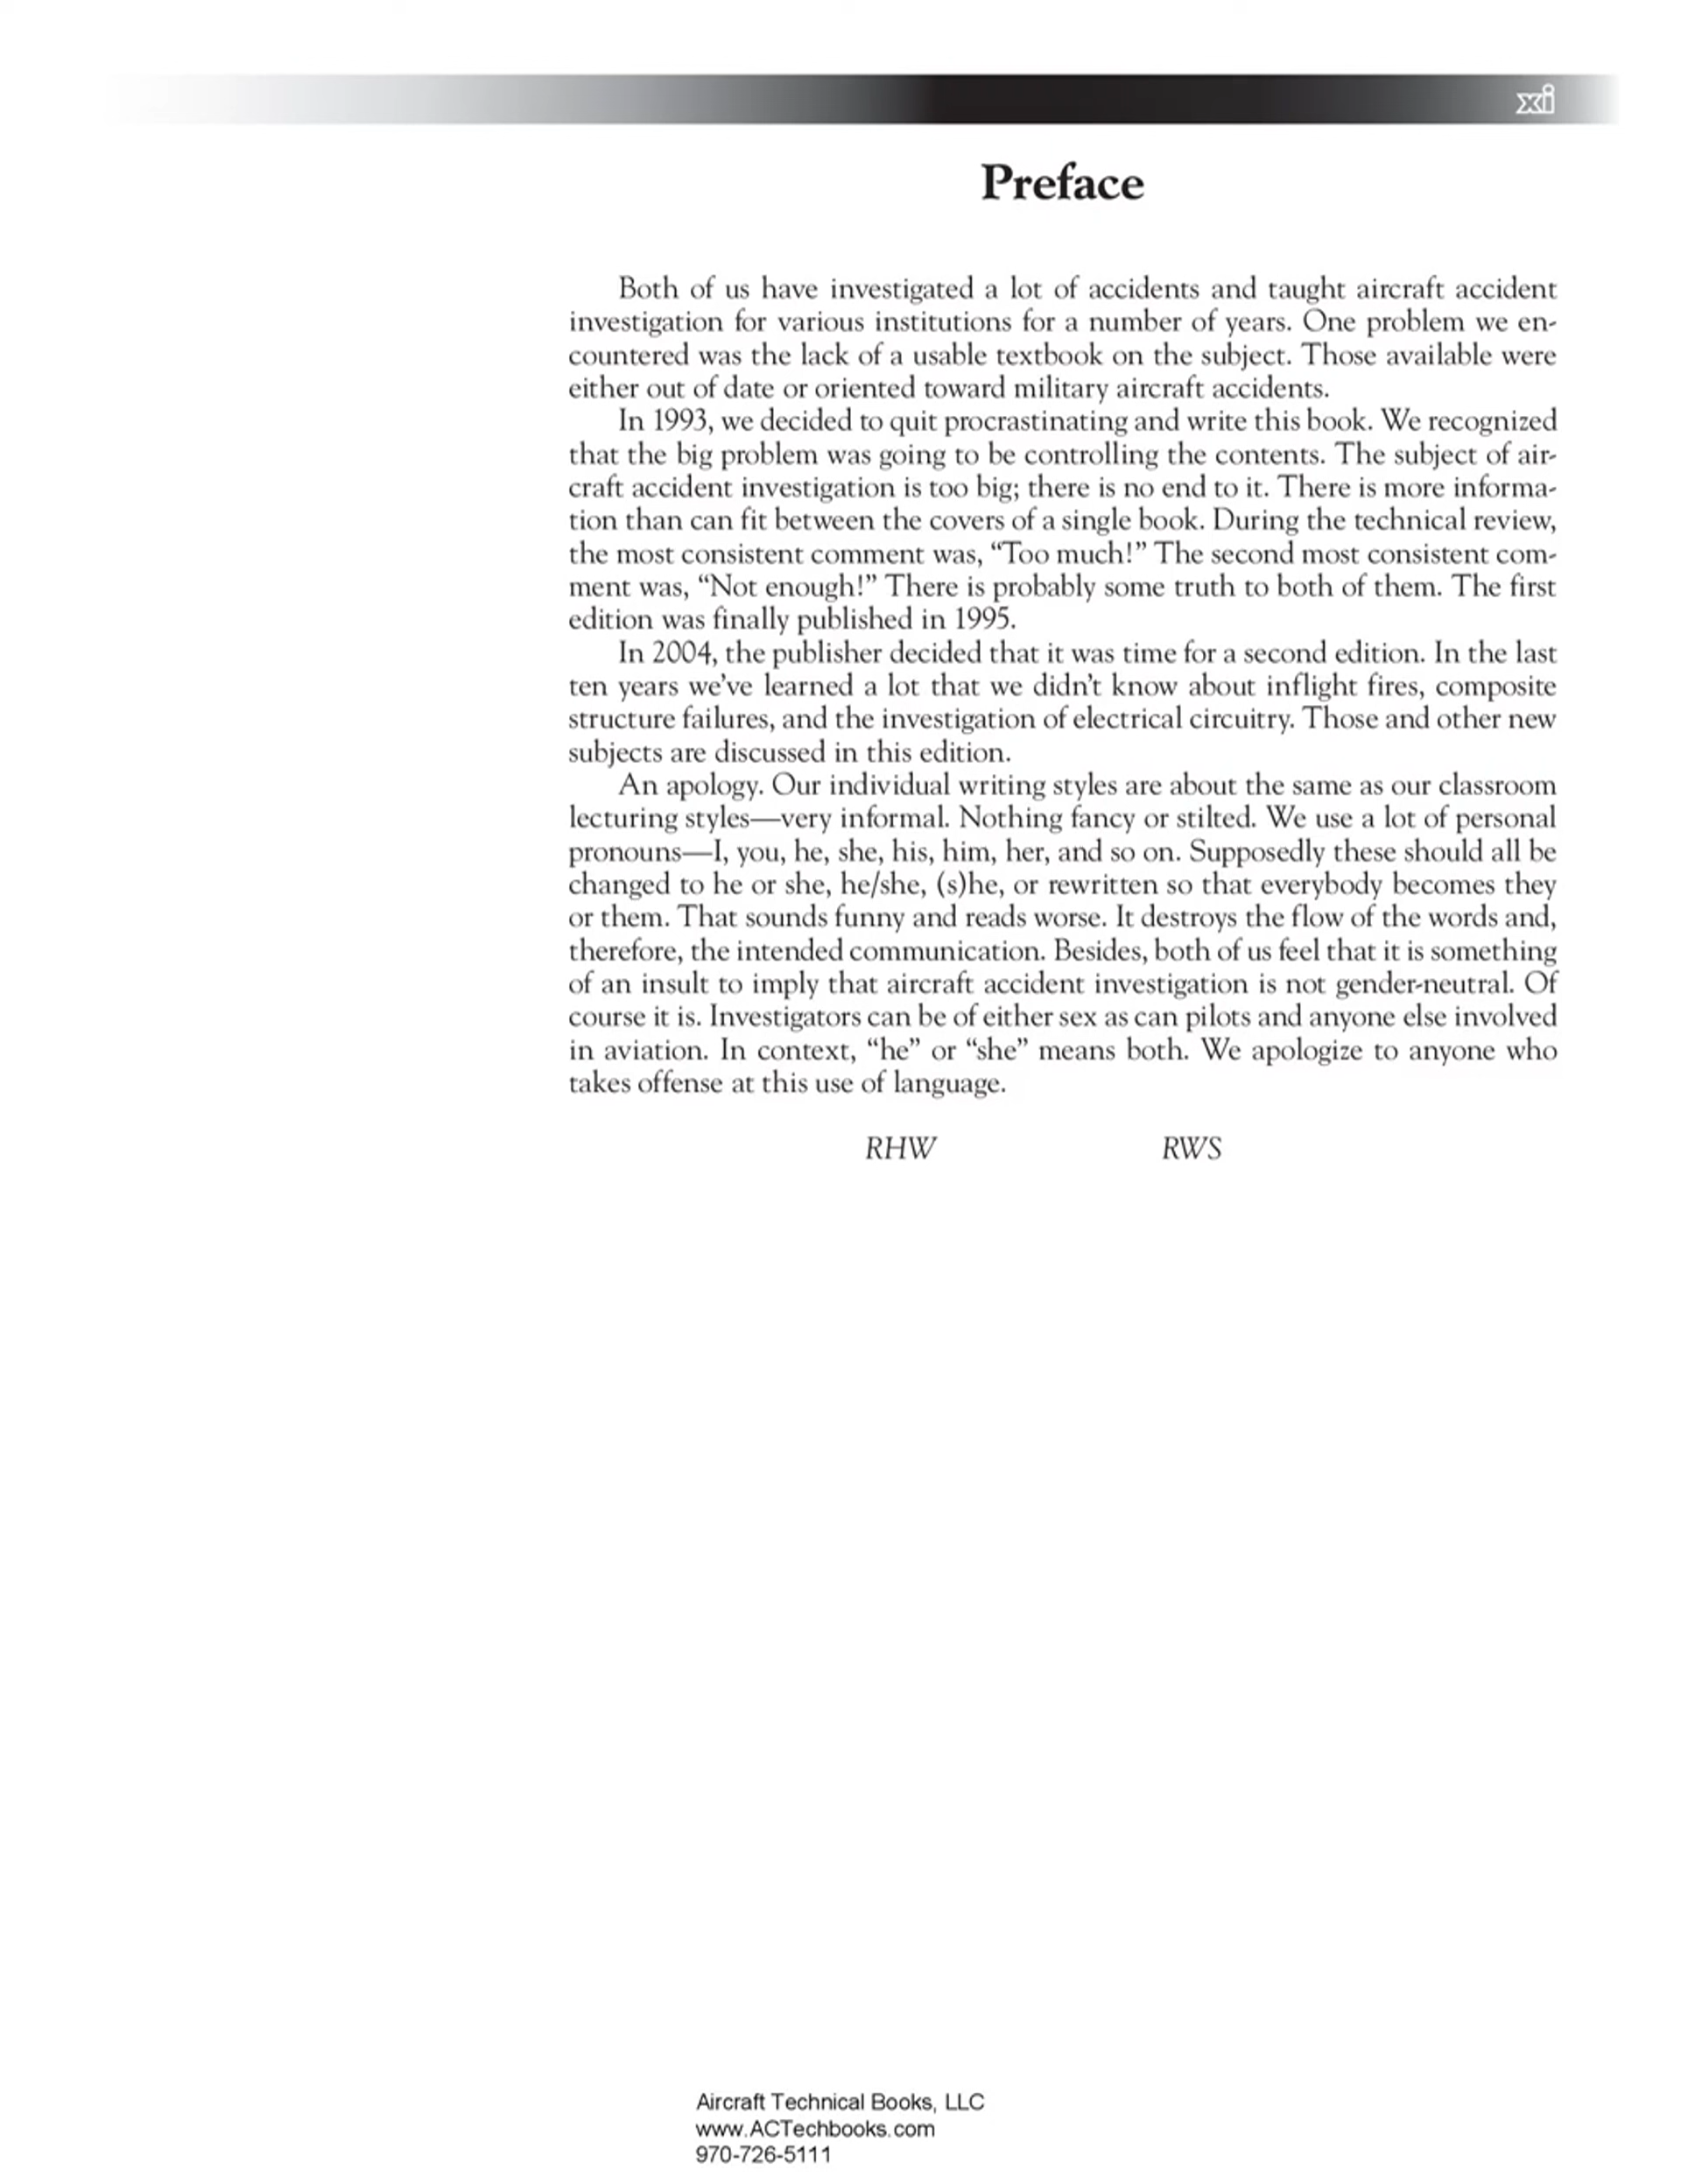 xi
Preface
Both of us have investigated a lot of accidents and taught aircraft accident
investigation for various institutions for a number of years. One problem we en-
countered was the lack of a usable textbook on the subject. Those available were
either out of date or oriented toward military aircraft accidents.
In 1993, we decided to quit procrastinating and write this book. We recognized
that the big problem was going to be controlling the contents. The subject of air-
craft accident investigation is too big; there is no end to it. There is more informa-
tion than can fit between the covers of a single book. During the technical review,
the most consistent comment was, “Too much!” The second most consistent com-
ment was, “Not enough!” There is probably some truth to both of them. The first
edition was finally published in 1995.
In 2004, the publisher decided that it was time for a second edition. In the last
ten years we’ve learned a lot that we didn’t know about inflight fires, composite
structure failures, and the investigation of electrical circuitry. Those and other new
subjects are discussed in this edition.
An apology. Our individual writing styles are about the same as our classroom
lecturing styles—very informal. Nothing fancy or stilted. We use a lot of personal
pronouns—I, you, he, she, his, him, her, and so on. Supposedly these should all be
changed to he or she, he/she, (s)he, or rewritten so that everybody becomes they
or them. That sounds funny and reads worse. It destroys the flow of the words and,
therefore, the intended communication. Besides, both of us feel that it is something
of an insult to imply that aircraft accident investigation is not gender-neutral. Of
course it is. Investigators can be of either sex as can pilots and anyone else involved
in aviation. In context, “he” or “she” means both. We apologize to anyone who
takes offense at this use of language.
RHW RWS
Aircraft Technical Books, LLC
www.ACTechbooks.com
970-726-5111